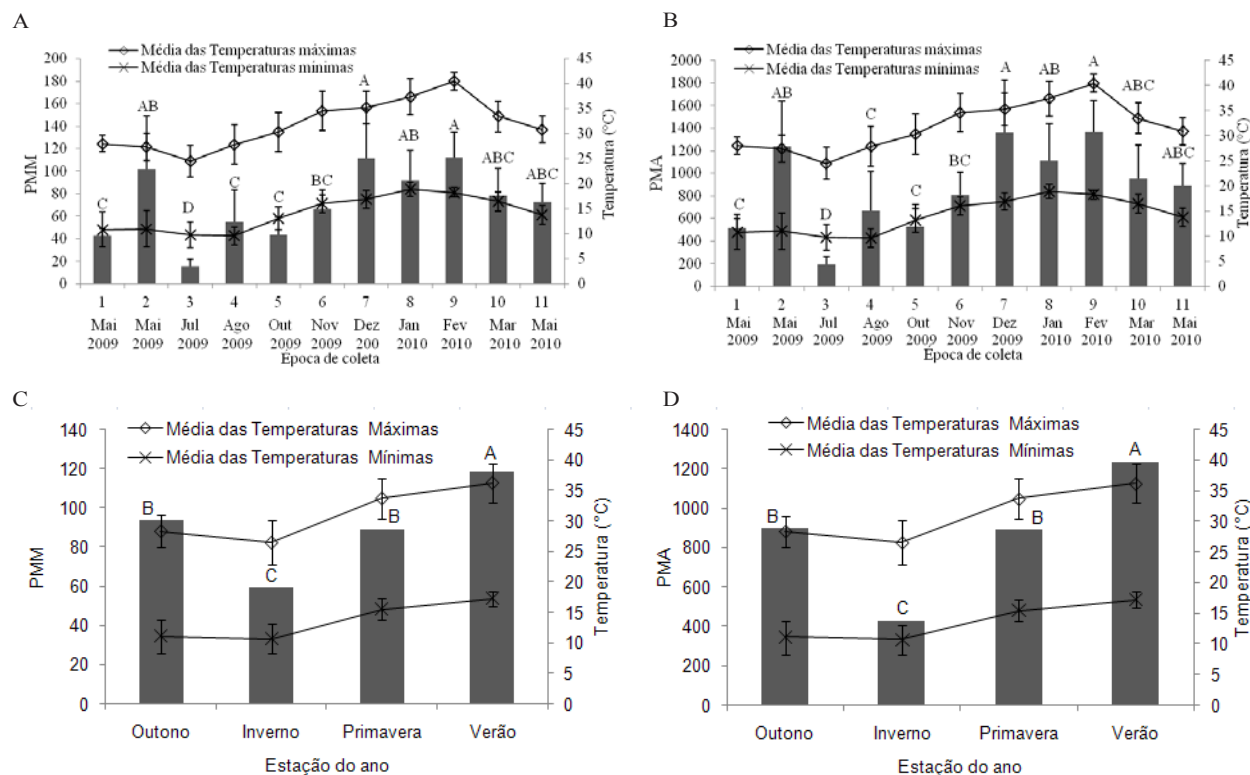 A
Média das Temperaturas máximas
Média das Temperaturas mínimas
PMM
200
180
160
140
120
100
80
60
40
20
0
45
40
35
30
25
20
15
10
5
0
Temperatura (°C)
C AB D C C BC A AB A ABC ABC
1 2 3 4 5 6 7 8 9 10 11
Mai Mai Jul Ago Out Nov Dez Jan Fev Mar Mai
2009 2009 2009 2009 2009 2009 200 2010 2010 2010 2010
Época de coleta
B
Média das Temperaturas máximas
Média das Temperaturas mínimas
PMA
2000
1800
1600
1400
1200
1000
800
600
400
200
0
45
40
35
30
25
20
15
10
5
0
Temperatura (°C)
C AB D C C BC A AB A ABC ABC
1 2 3 4 5 6 7 8 9 10 11
Mai Mai Jul Ago Out Nov Dez Jan Fev Mar Mai
2009 2009 2009 2009 2009 2009 2009 2010 2010 2010 2010
Época de coleta
C
Média das Temperaturas Máximas
Média das Temperaturas Mínimas
PMM
140
120
100
80
60
40
20
0
45
40
35
30
25
20
15
10
5
0
Temperatura (°C)
B C B A
Outono Inverno Primavera Verão
Estação do ano
D
Média das Temperaturas Máximas
Média das Temperaturas Mínimas
PMA
1400
1200
1000
800
600
400
200
0
45
40
35
30
25
20
15
10
5
0
Temperatura (°C)
B C B A
Outono Inverno Primavera Verão
Estação do ano